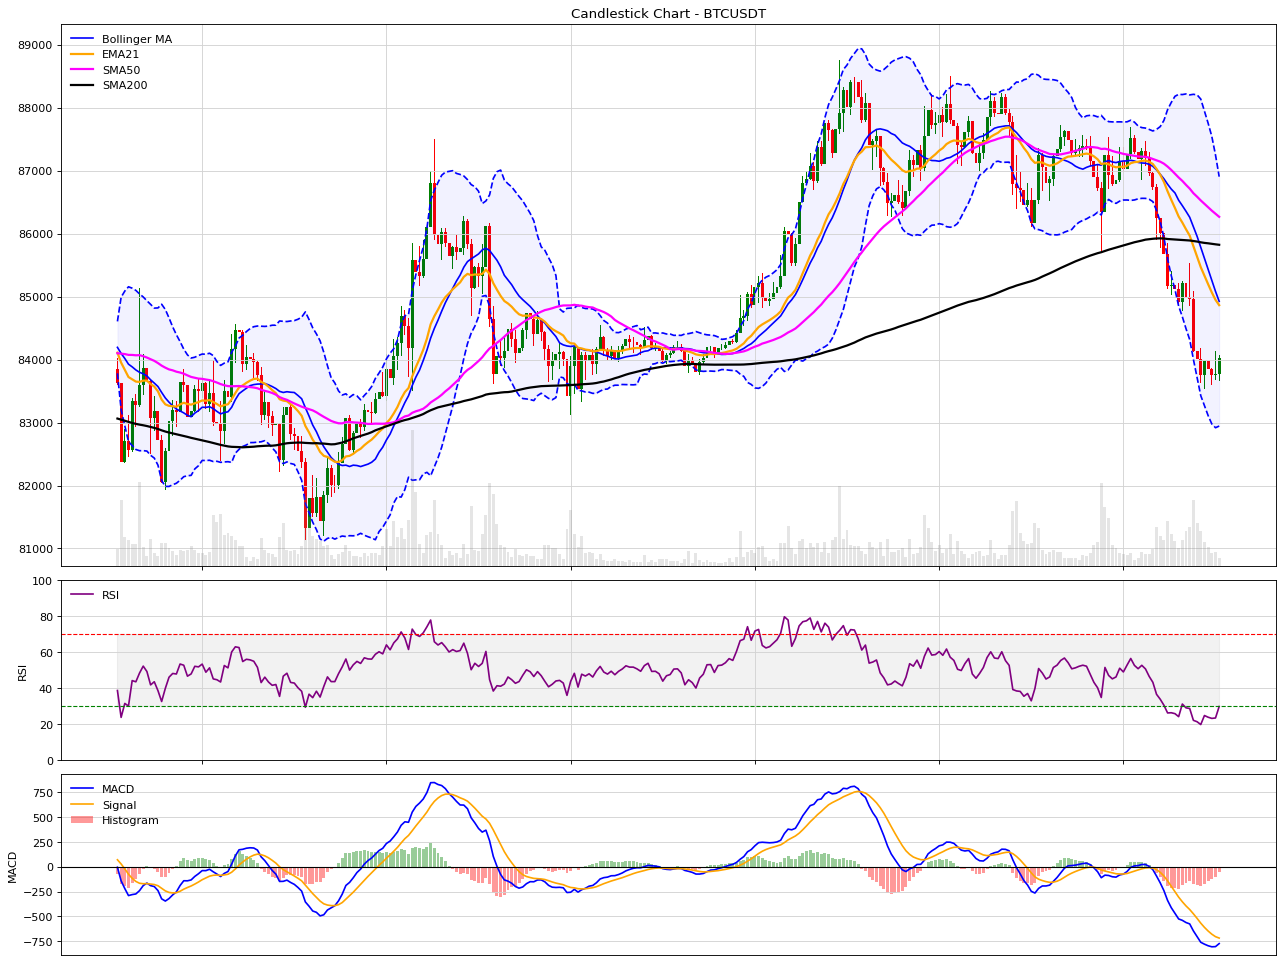 Candlestick Chart - BTCUSDT
Bollinger MA
EMA21
SMA50
SMA200
89000
88000
87000
86000
85000
84000
83000
82000
81000
RSI
100
80
60
40
20
0
RSI
MACD
Signal
Histogram
750
500
250
0
−250
−500
−750
MACD